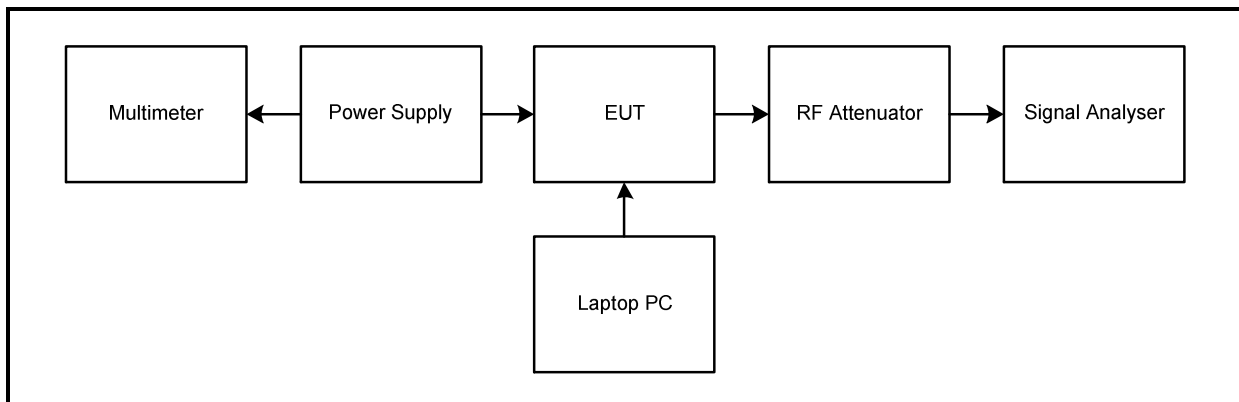 Multimeter
Power Supply
EUT
RF Attenuator
Signal Analyser
Laptop PC